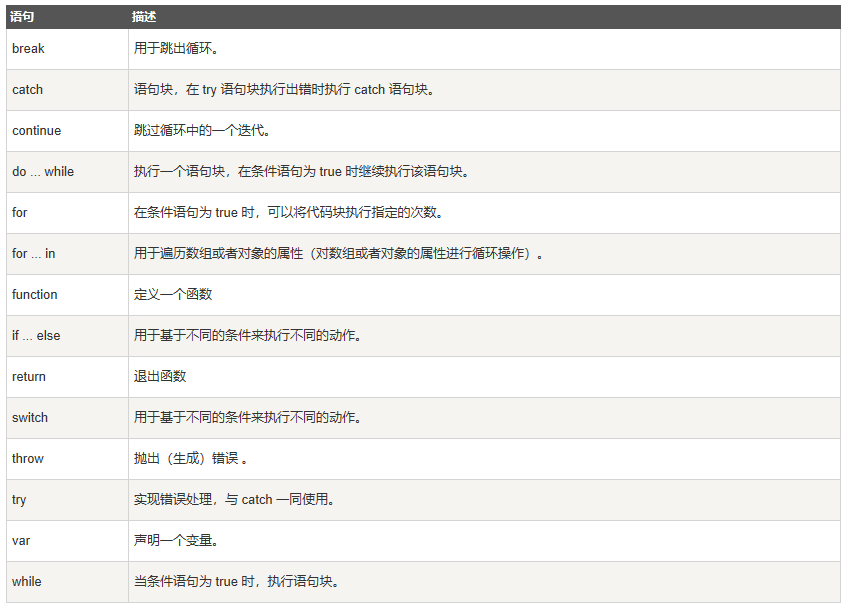 语句 描述
break 用于跳出循环。
catch 语句块，在 try 语句块执行出错时执行 catch 语句块。
continue 跳过循环中的一个迭代。
do ... while 执行一个语句块，在条件语句为 true 时继续执行该语句块。
for 在条件语句为 true 时，可以将代码块执行指定的次数。
for ... in 用于遍历数组或者对象的属性（对数组或者对象的属性进行循环操作）。
function 定义一个函数
if ... else 用于基于不同的条件来执行不同的动作。
return 退出函数
switch 用于基于不同的条件来执行不同的动作。
throw 抛出（生成）错误 。
try 实现错误处理，与 catch 一同使用。
var 声明一个变量。
while 当条件语句为 true 时，执行语句块。